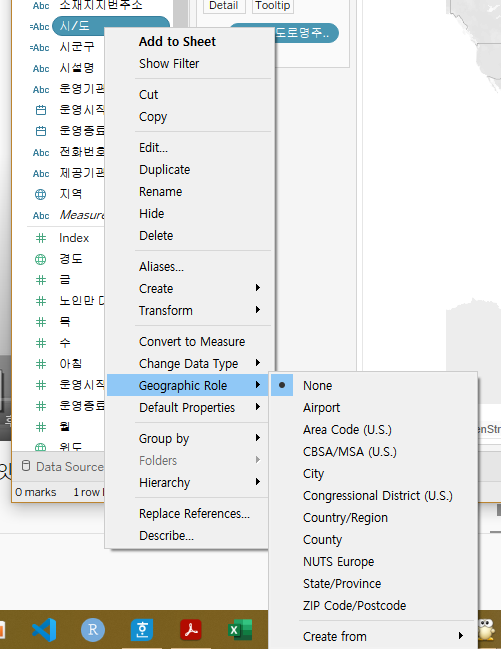 Abc 소재지지번주소
=Abc 시/도
=Abc 시군구
Abc 시설명
Abc 운영기관
운영시작
운영종료
Abc 전화번호
Abc 제공기관
지역
Abc Measure
# Index
경도
# 금
# 노인만
# 목
# 수
# 아침
# 운영시작
# 운영종료
# 월
위도
Data Source
0 marks 1 row
Detail Tooltip
도로명주..
Add to Sheet
Show Filter
Cut
Copy
Edit...
Duplicate
Rename
Hide
Delete
Aliases...
Create
Transform
Convert to Measure
Change Data Type
Geographic Role
Default Properties
Group by
Folders
Hierarchy
Replace References...
Describe...
None
Airport
Area Code (U.S.)
CBSA/MSA (U.S.)
City
Congressional District (U.S.)
Country/Region
County
NUTS Europe
State/Province
ZIP Code/Postcode
Create from
enStr
R
한